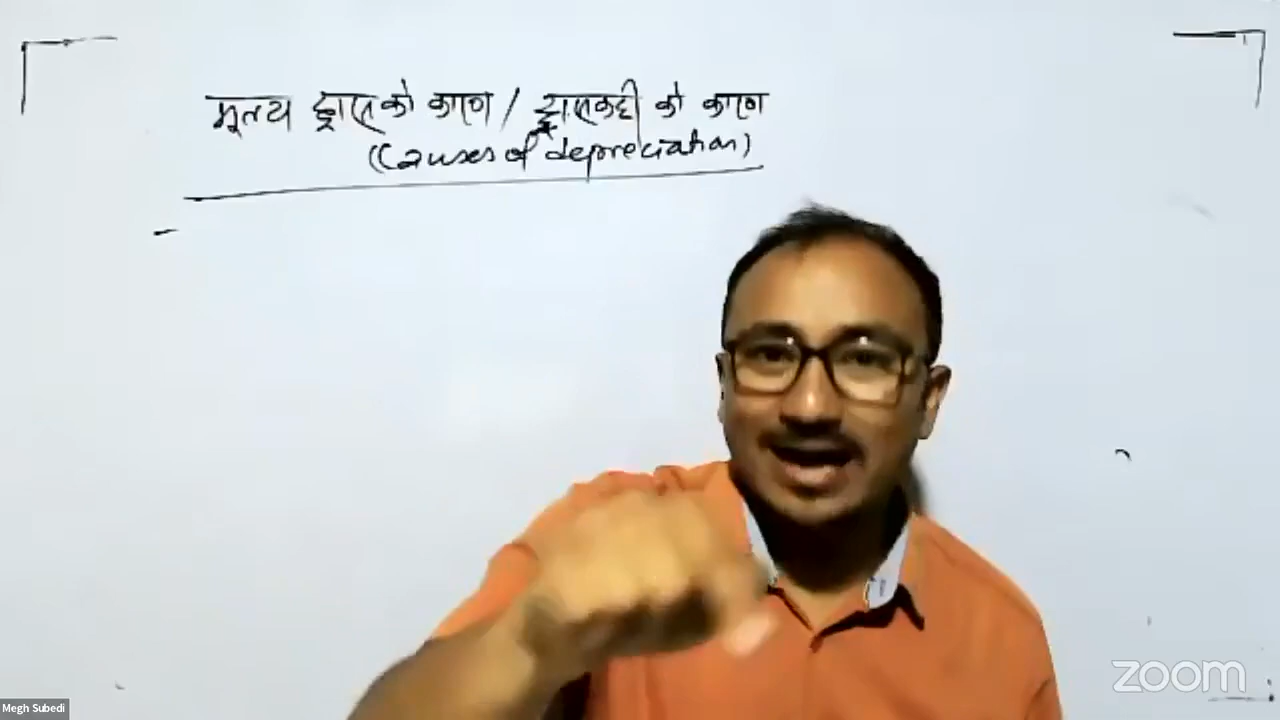 मूल्य ह्रासको कारण / ह्रासकट्टी को कारण
(Causes of depreciation)
zoom
Megh Subedi